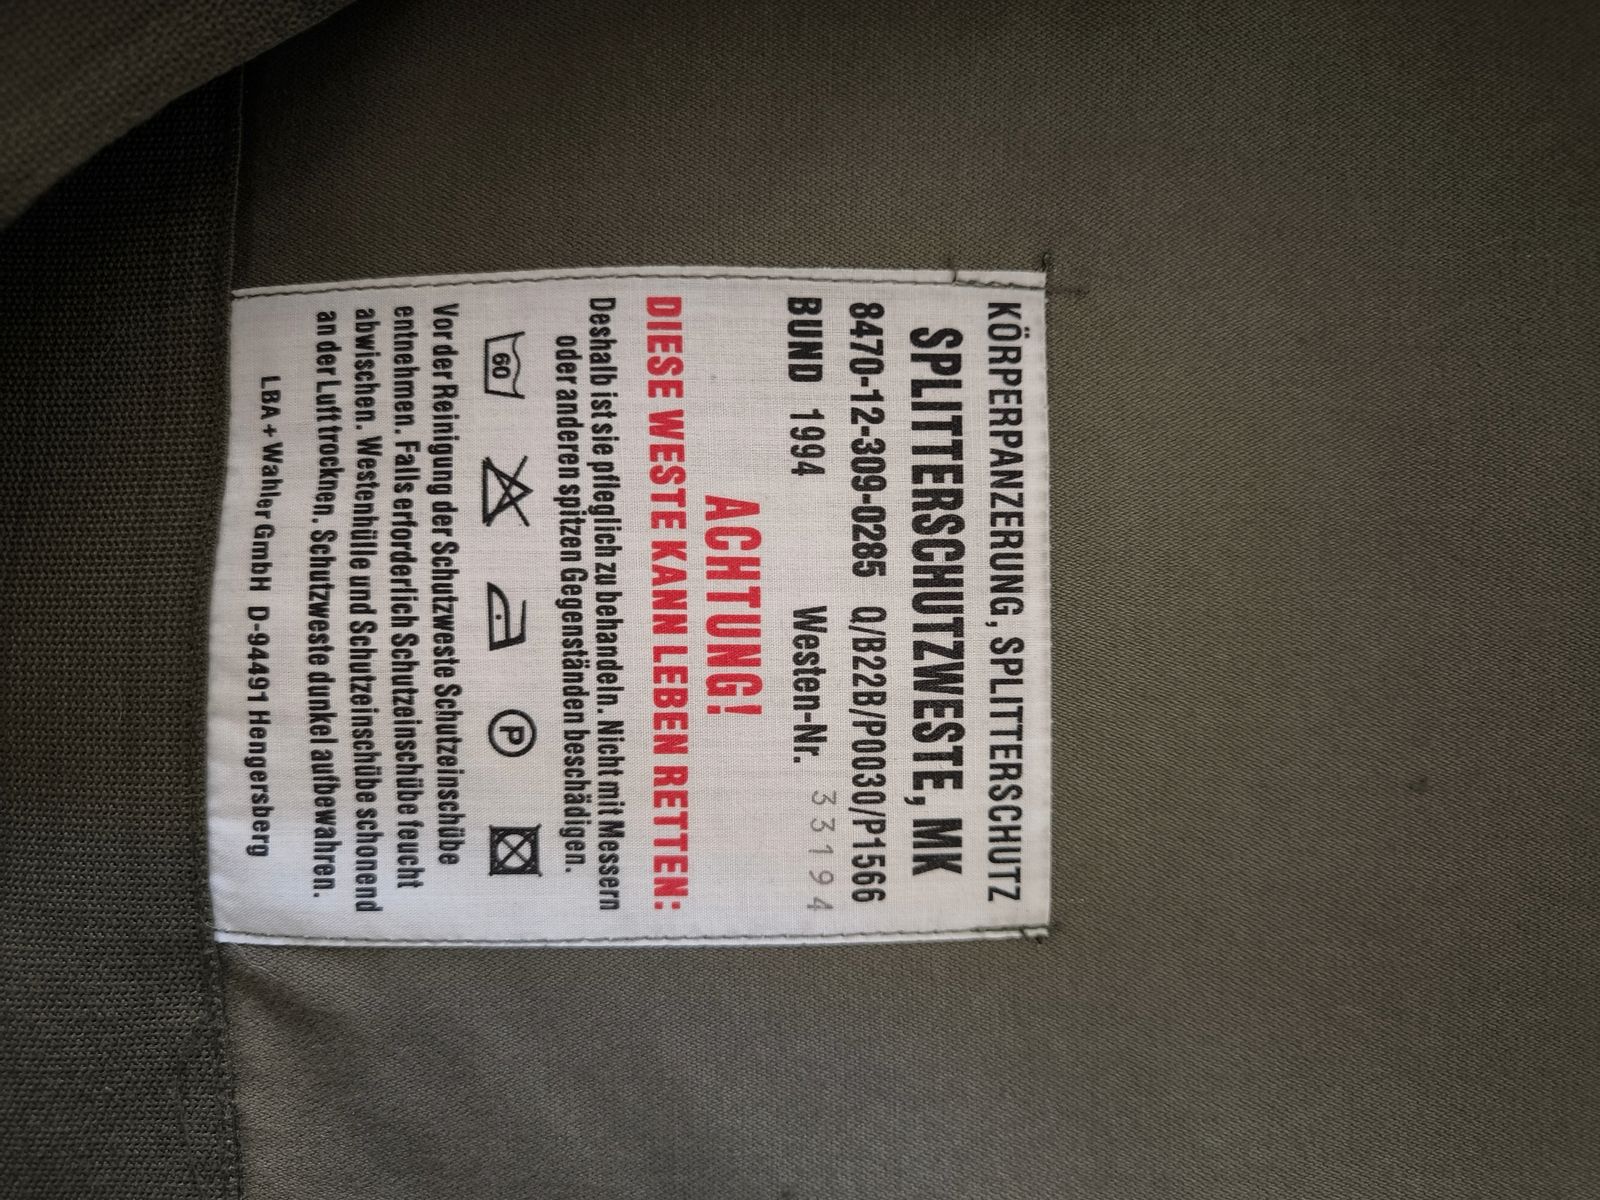 KÖRPERPANZERUNG, SPLITTERSCHUTZ
SPLITTERSCHUTZWESTE, MK
8470-12-309-0285 Q/B22B/P0030/P1566
BUND 1994 Westen-Nr. 33194
ACHTUNG!
DIESE WESTE KANN LEBEN RETTEN:
Deshalb ist sie pfleglich zu behandeln. Nicht mit Messern
oder anderen spitzen Gegenständen beschädigen.
60 P
Vor der Reinigung der Schutzweste Schutzeinschübe
entnehmen. Falls erforderlich Schutzeinschübe feucht
abwischen. Westenhülle und Schutzeinschübe schonend
an der Luft trocknen. Schutzweste dunkel aufbewahren.
LBA + Wahler GmbH D-94491 Hengersberg